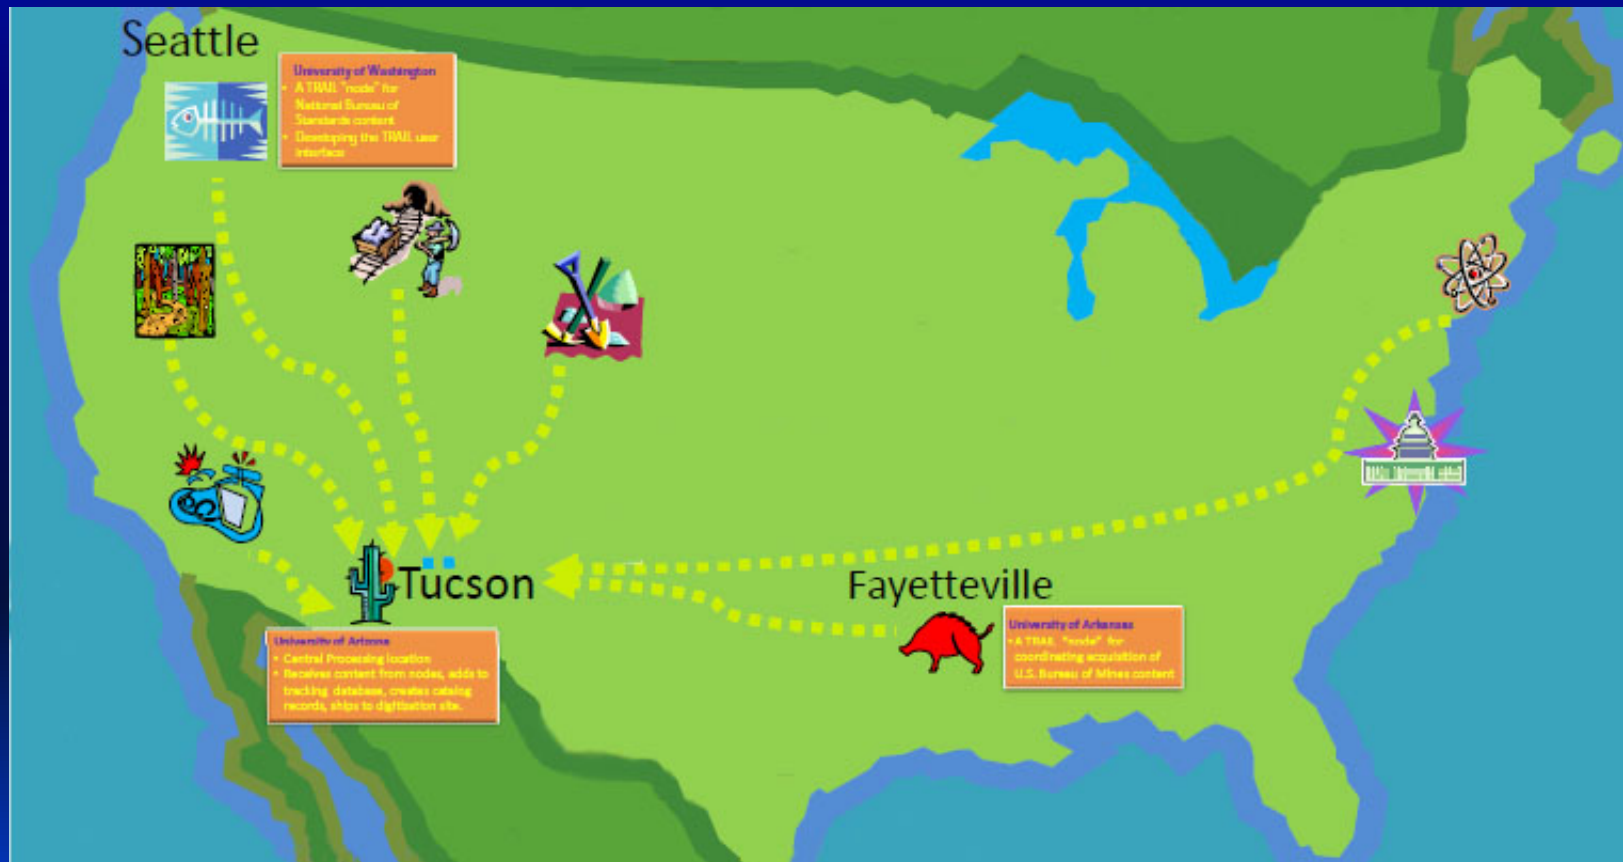 Seattle
University of Washington
• A TRAIL "node" for
National Bureau of
Standards content
• Developing the TRAIL user
interface
Tucson
University of Arizona
• Central Processing location
• Receives content from nodes, adds to
tracking database, creates catalog
records, ships to digitization site.
Fayetteville
University of Arkansas
• A TRAIL "node" for
coordinating acquisition of
U.S. Bureau of Mines content